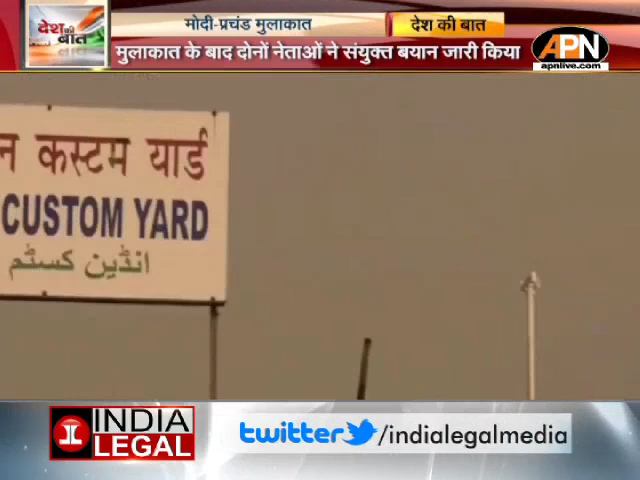 देश की बात
मोदी-प्रचंड मुलाकात
देश की बात
मुलाकात के बाद दोनों नेताओं ने संयुक्त बयान जारी किया
APN
apnlive.com
न कस्टम यार्ड
CUSTOM YARD
انڈین کسٹم
INDIA
LEGAL
twitter/indialegalmedia